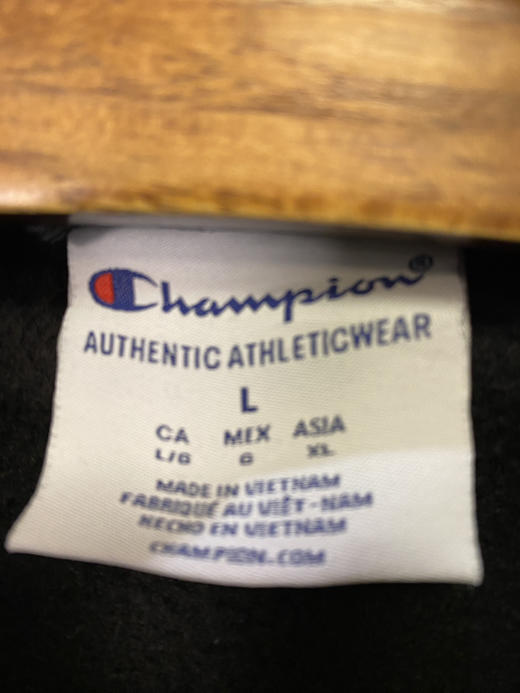 Champion®
AUTHENTIC ATHLETICWEAR
L
CA MEX ASIA
L/G G XL
MADE IN VIETNAM
FABRIQUÉ AU VIÊT-NAM
HECHO EN VIETNAM
CHAMPION.COM